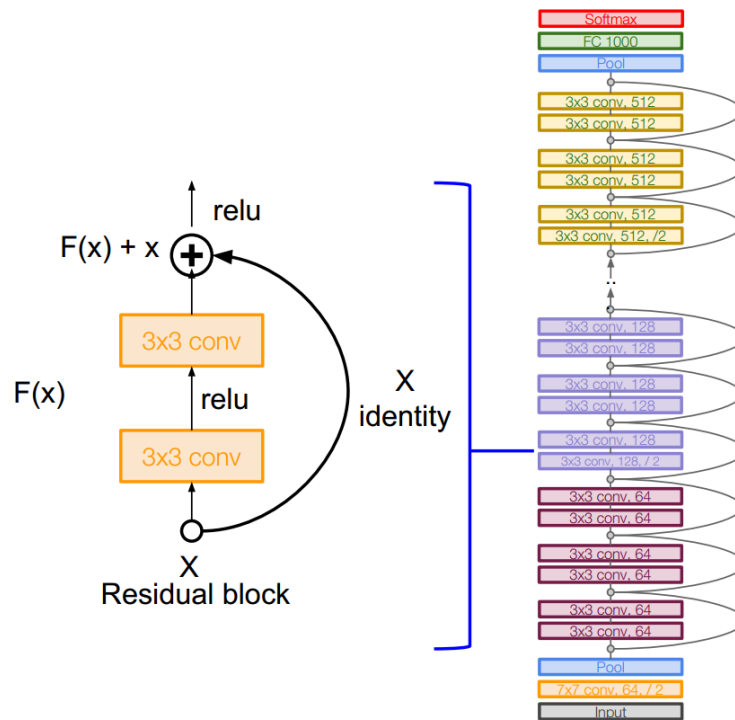 relu
F(x) + x
3x3 conv
F(x)
relu
X
identity
3x3 conv
X
Residual block
Softmax
FC 1000
Pool
3x3 conv, 512
3x3 conv, 512
3x3 conv, 512
3x3 conv, 512
3x3 conv, 512
3x3 conv, 512, /2
..
.
3x3 conv, 128
3x3 conv, 128
3x3 conv, 128
3x3 conv, 128
3x3 conv, 128
3x3 conv, 128, / 2
3x3 conv, 64
3x3 conv, 64
3x3 conv, 64
3x3 conv, 64
3x3 conv, 64
3x3 conv, 64
Pool
7x7 conv, 64, / 2
Input